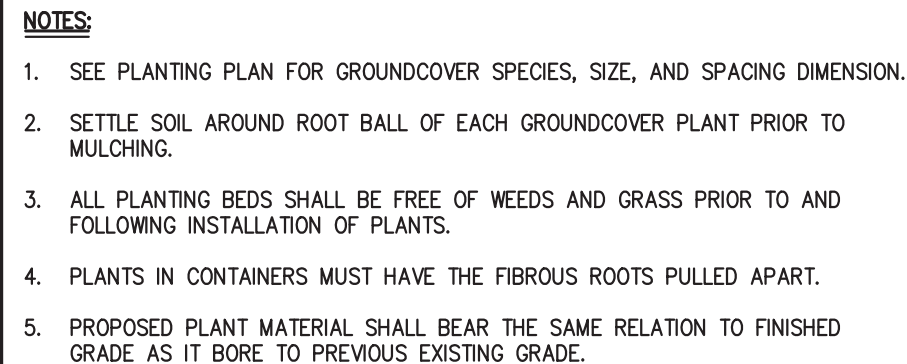 NOTES:
1. SEE PLANTING PLAN FOR GROUNDCOVER SPECIES, SIZE, AND SPACING DIMENSION.
2. SETTLE SOIL AROUND ROOT BALL OF EACH GROUNDCOVER PLANT PRIOR TO
MULCHING.
3. ALL PLANTING BEDS SHALL BE FREE OF WEEDS AND GRASS PRIOR TO AND
FOLLOWING INSTALLATION OF PLANTS.
4. PLANTS IN CONTAINERS MUST HAVE THE FIBROUS ROOTS PULLED APART.
5. PROPOSED PLANT MATERIAL SHALL BEAR THE SAME RELATION TO FINISHED
GRADE AS IT BORE TO PREVIOUS EXISTING GRADE.